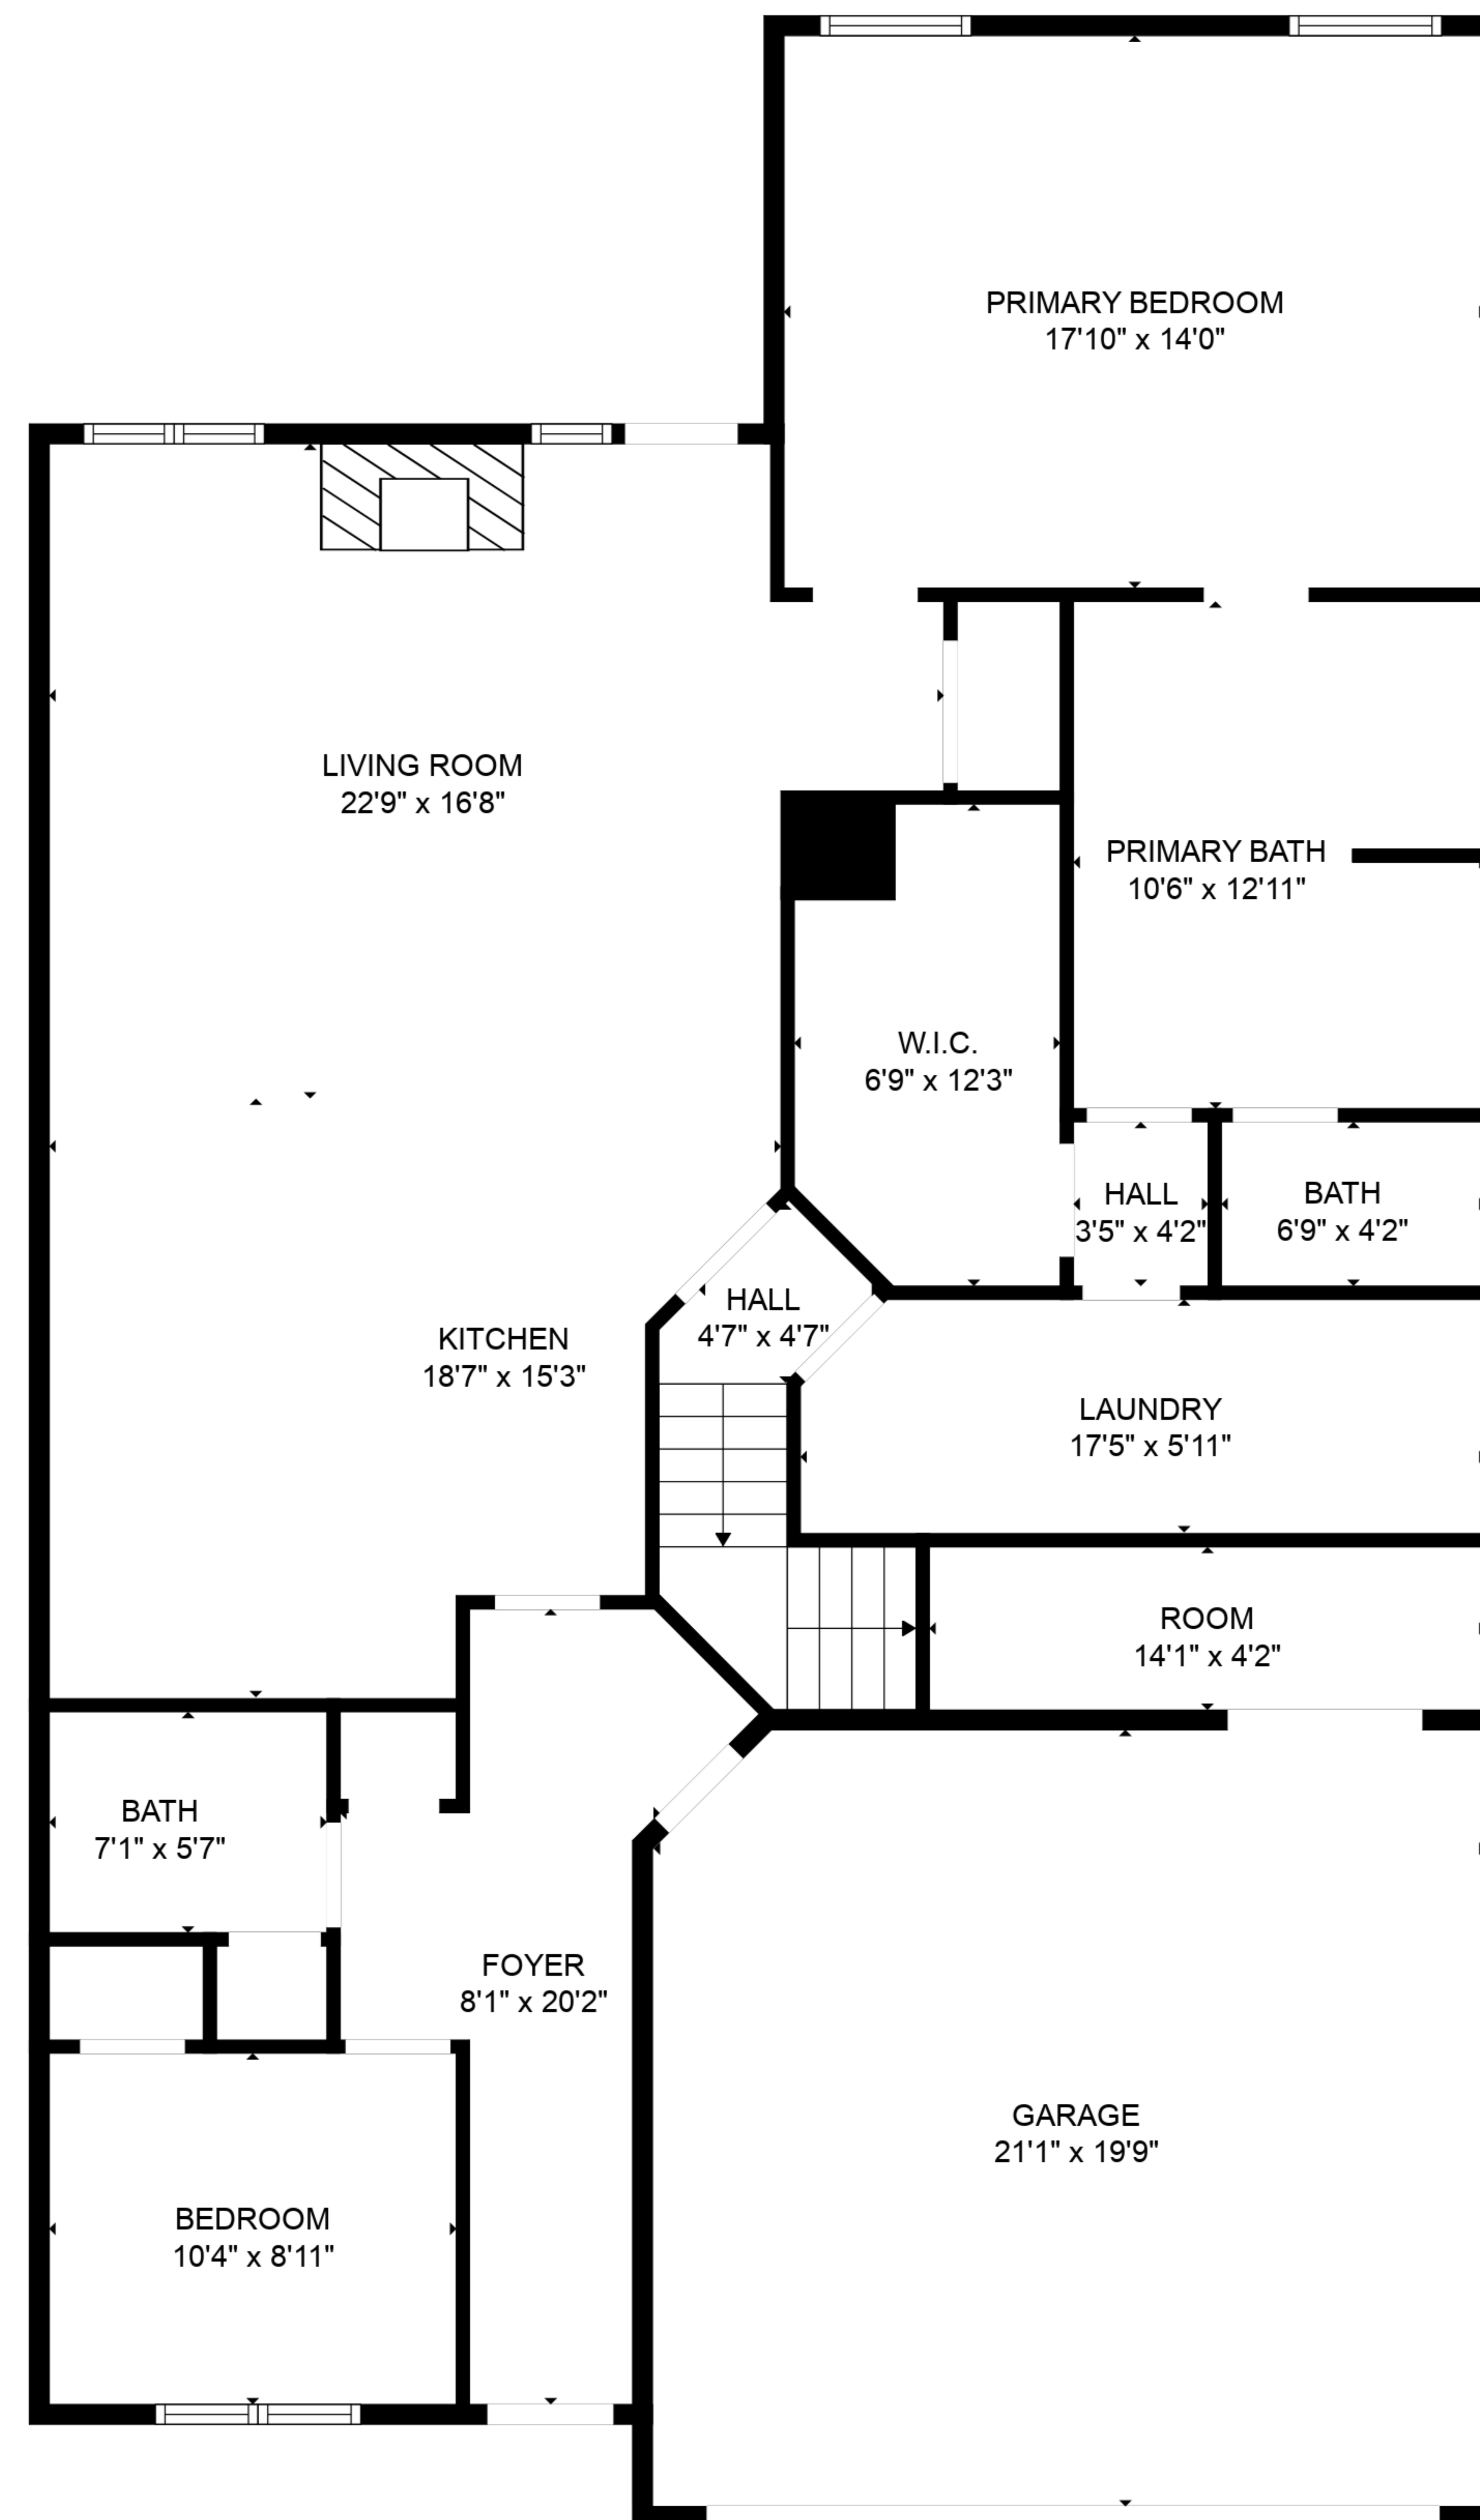 PRIMARY BEDROOM
17'10" x 14'0"
LIVING ROOM
22'9" x 16'8"
PRIMARY BATH
10'6" x 12'11"
W.I.C.
6'9" x 12'3"
HALL
3'5" x 4'2"
BATH
6'9" x 4'2"
HALL
4'7" x 4'7"
KITCHEN
18'7" x 15'3"
LAUNDRY
17'5" x 5'11"
ROOM
14'1" x 4'2"
BATH
7'1" x 5'7"
FOYER
8'1" x 20'2"
GARAGE
21'1" x 19'9"
BEDROOM
10'4" x 8'11"